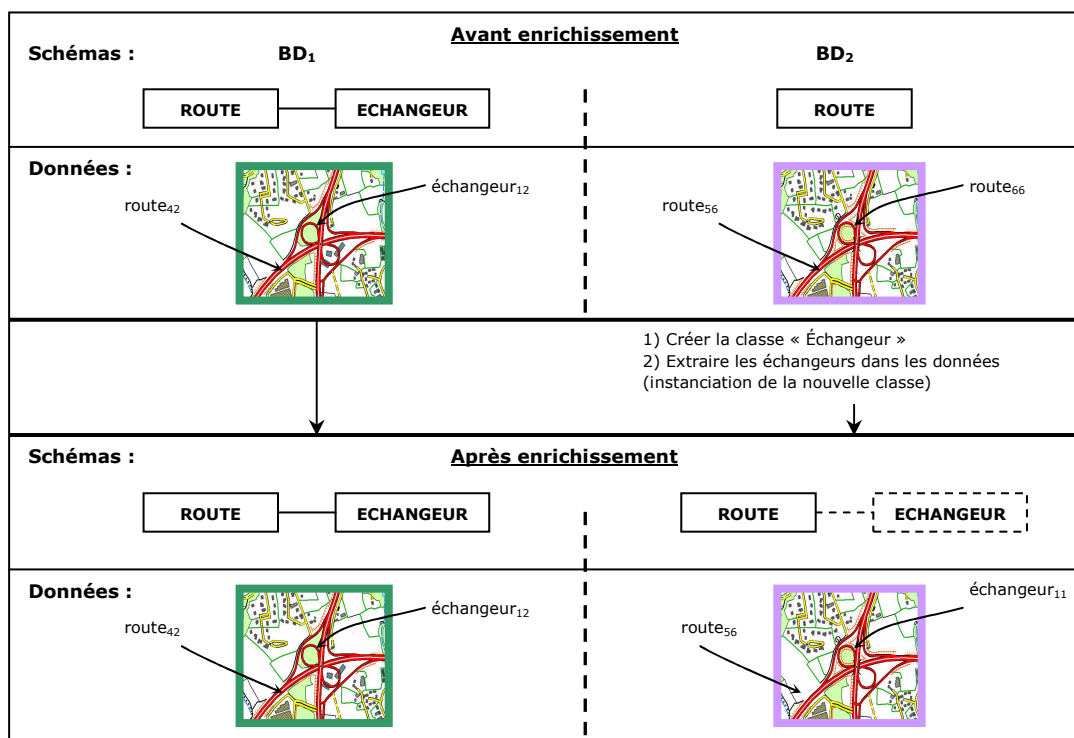 Avant enrichissement
Schémas : BD₁ BD₂
ROUTE ECHANGEUR ROUTE
Données :
échangeur₁₂ route₆₆
route₄₂ route₅₆
1) Créer la classe « Échangeur »
2) Extraire les échangeurs dans les données
(instanciation de la nouvelle classe)
Après enrichissement
Schémas :
ROUTE ECHANGEUR ROUTE ECHANGEUR
Données :
échangeur₁₂ échangeur₁₁
route₄₂ route₅₆